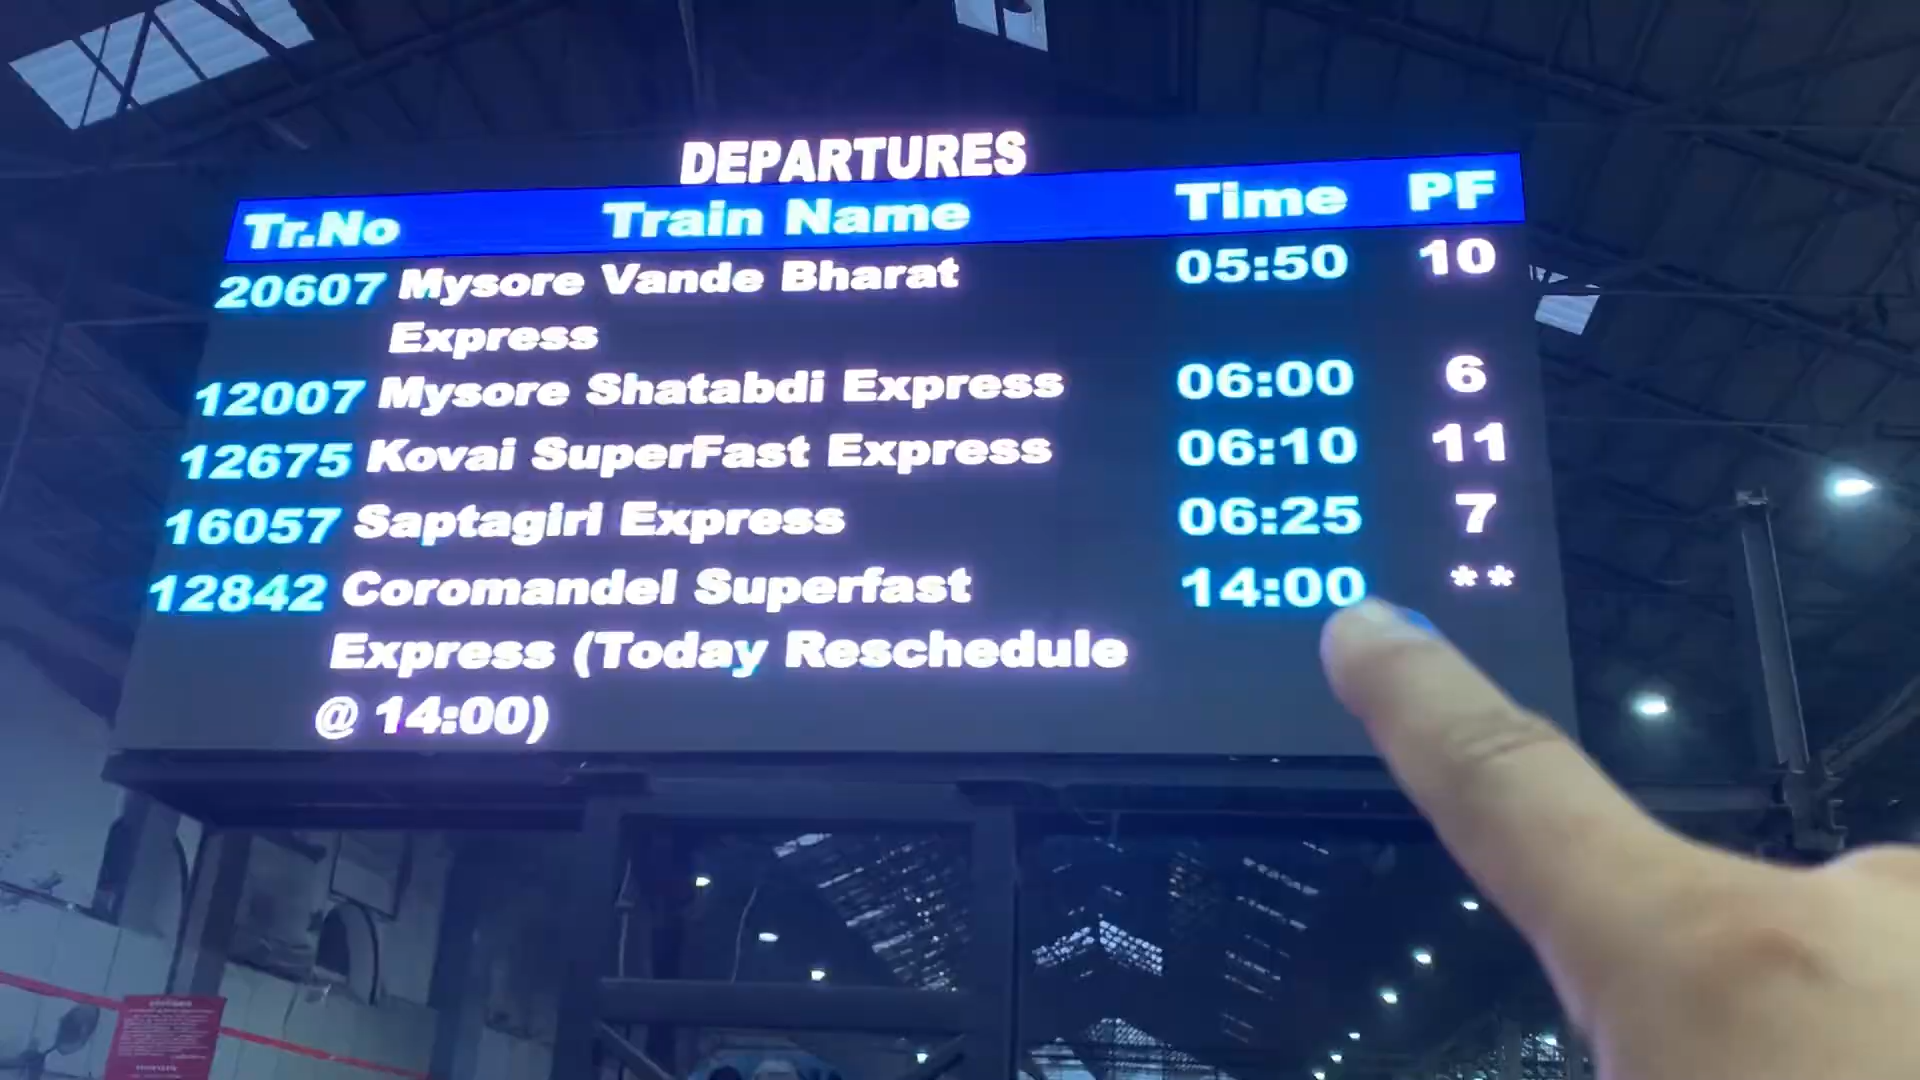 DEPARTURES
Tr.No Train Name Time PF
20607 Mysore Vande Bharat 05:50 10
Express
12007 Mysore Shatabdi Express 06:00 6
12675 Kovai SuperFast Express 06:10 11
16057 Saptagiri Express 06:25 7
12842 Coromandel Superfast 14:00 **
Express (Today Reschedule
@ 14:00)